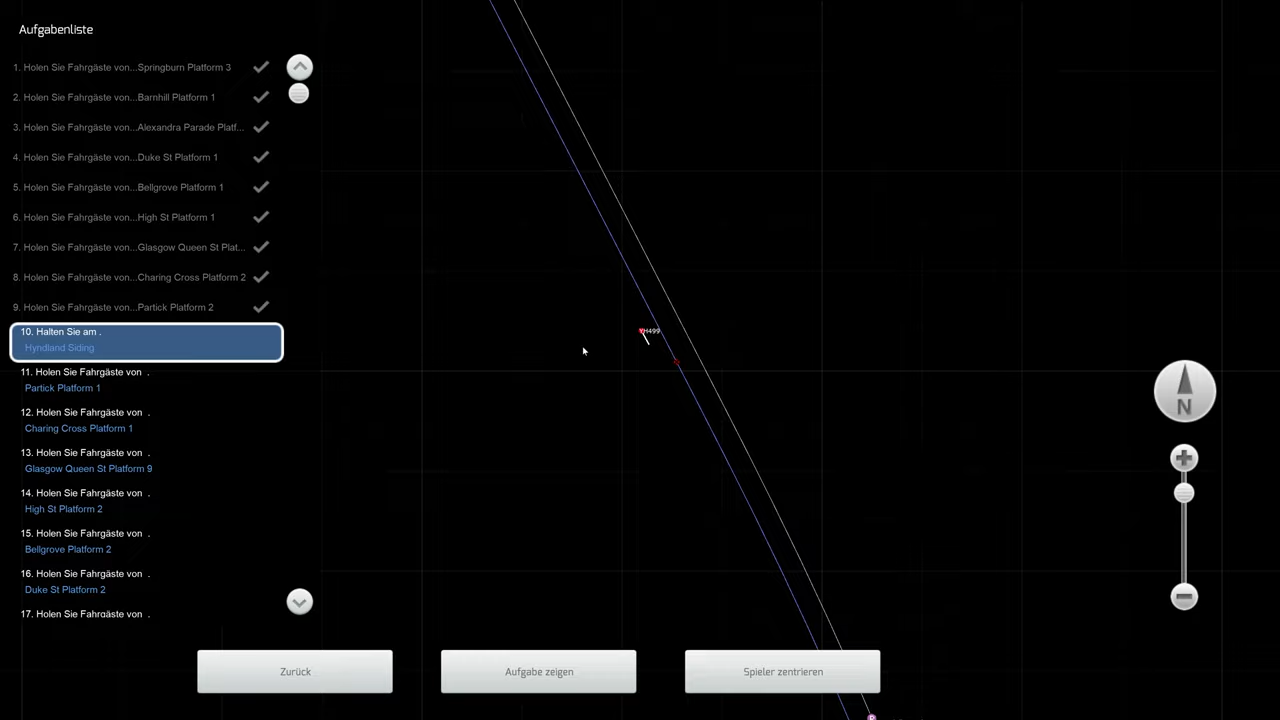 Aufgabenliste
1. Holen Sie Fahrgäste von...Springburn Platform 3
2. Holen Sie Fahrgäste von...Barnhill Platform 1
3. Holen Sie Fahrgäste von...Alexandra Parade Platf...
4. Holen Sie Fahrgäste von...Duke St Platform 1
5. Holen Sie Fahrgäste von...Bellgrove Platform 1
6. Holen Sie Fahrgäste von...High St Platform 1
7. Holen Sie Fahrgäste von...Glasgow Queen St Plat...
8. Holen Sie Fahrgäste von...Charing Cross Platform 2
9. Holen Sie Fahrgäste von...Partick Platform 2
10. Halten Sie am .
Hyndland Siding
11. Holen Sie Fahrgäste von .
Partick Platform 1
12. Holen Sie Fahrgäste von .
Charing Cross Platform 1
13. Holen Sie Fahrgäste von .
Glasgow Queen St Platform 9
14. Holen Sie Fahrgäste von .
High St Platform 2
15. Holen Sie Fahrgäste von .
Bellgrove Platform 2
16. Holen Sie Fahrgäste von .
Duke St Platform 2
17. Holen Sie Fahrgäste von .
H499
N
Zurück
Aufgabe zeigen
Spieler zentrieren